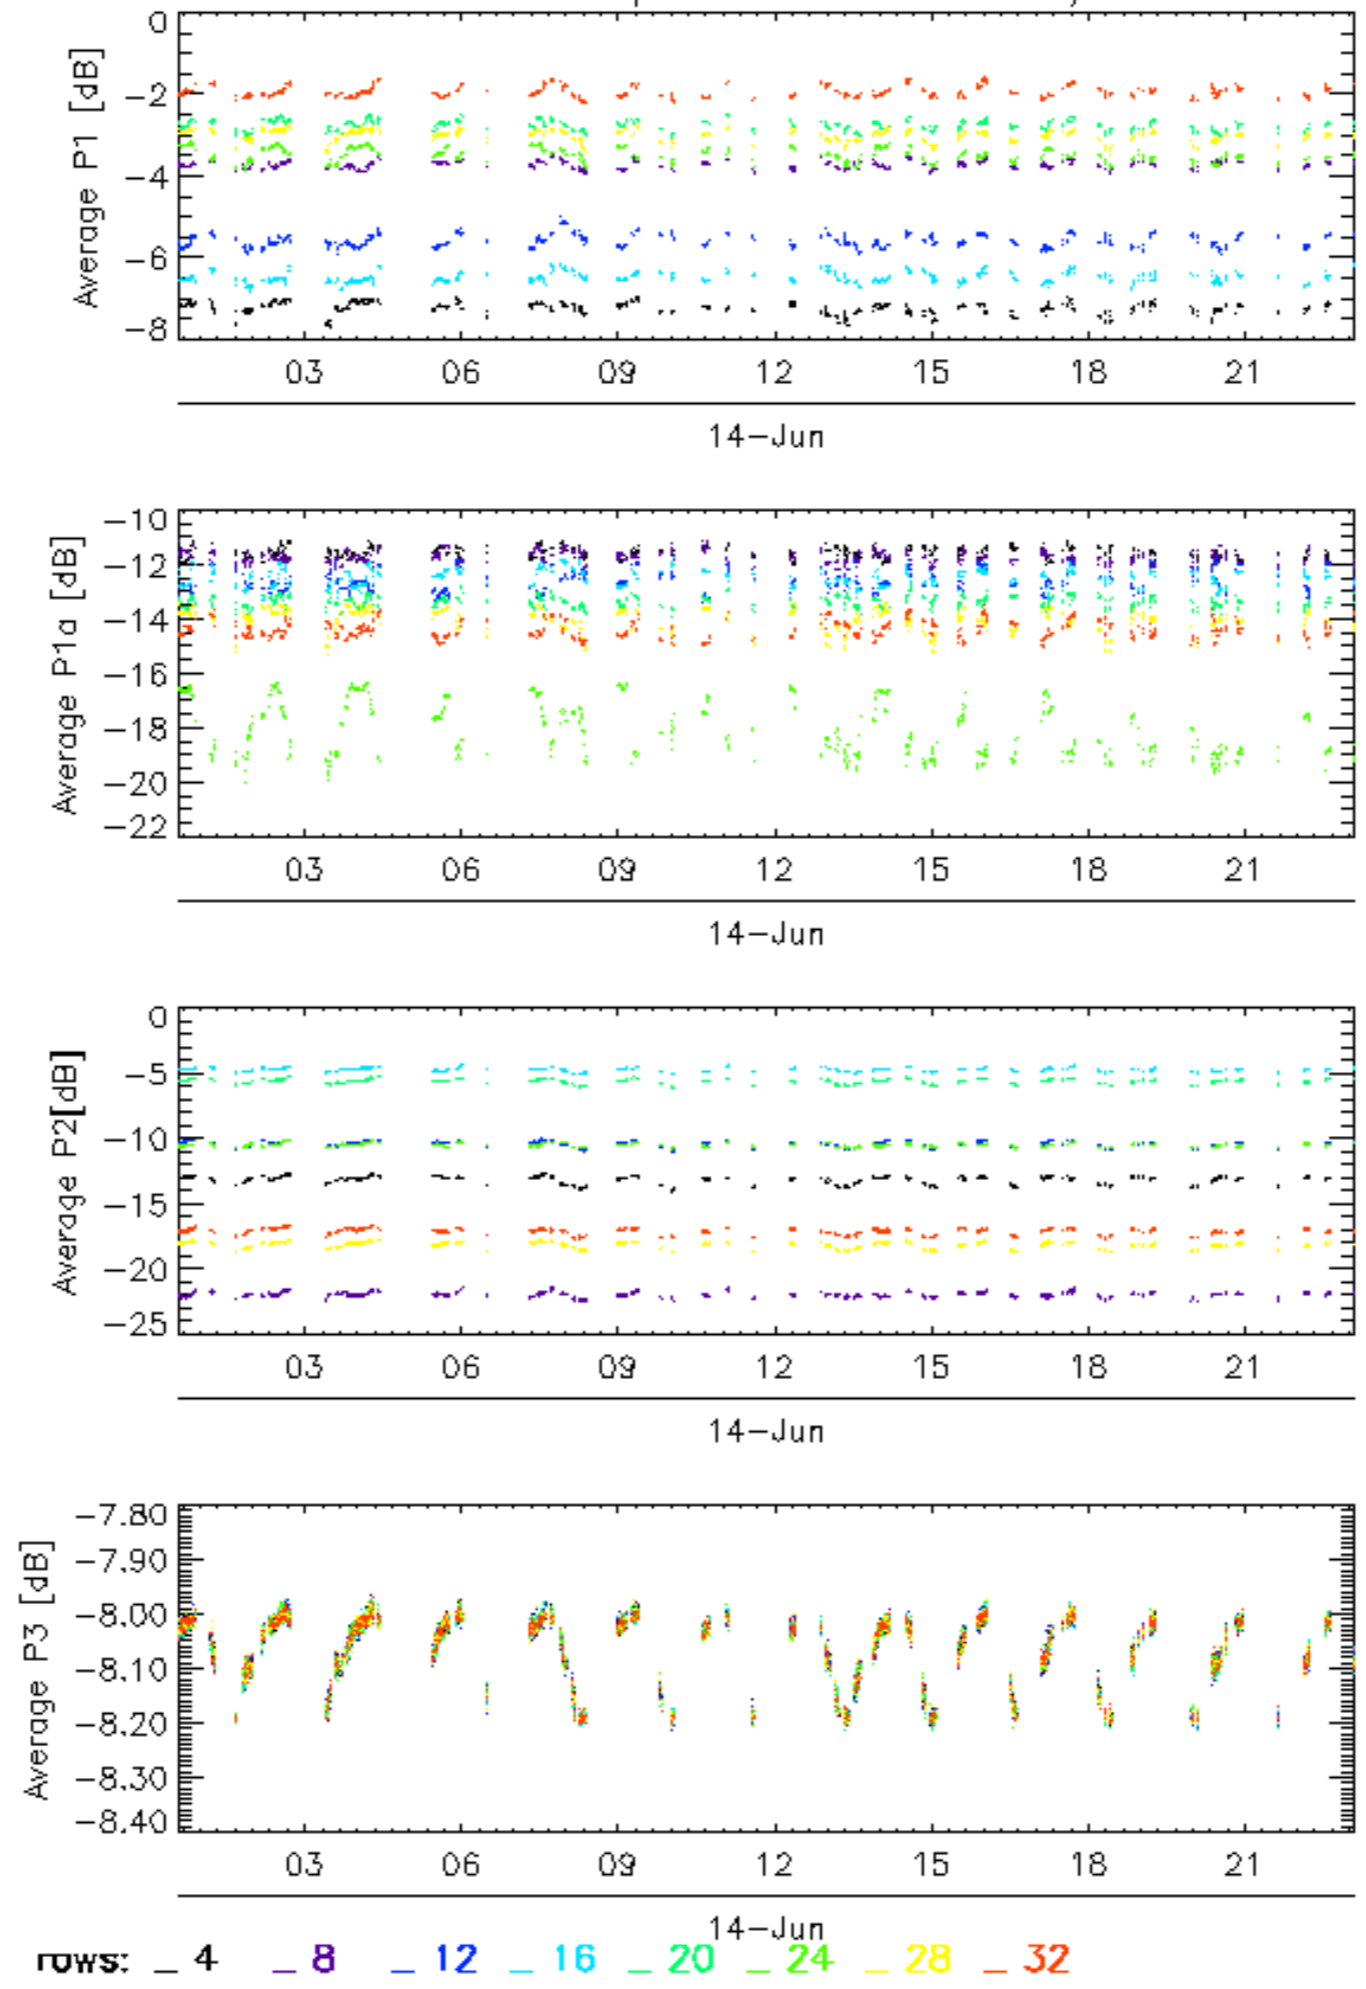 0
-2
-4
-6
-8
Average P1 [dB]
03 06 09 12 15 18 21
14-Jun
-10
-12
-14
-16
-18
-20
-22
Average P1a [dB]
03 06 09 12 15 18 21
14-Jun
0
-5
-10
-15
-20
-25
Average P2[dB]
03 06 09 12 15 18 21
14-Jun
-7.80
-7.90
-8.00
-8.10
-8.20
-8.30
-8.40
Average P3 [dB]
03 06 09 12 15 18 21
14-Jun
rows: _ 4 _ 8 _ 12 _ 16 _ 20 _ 24 _ 28 _ 32